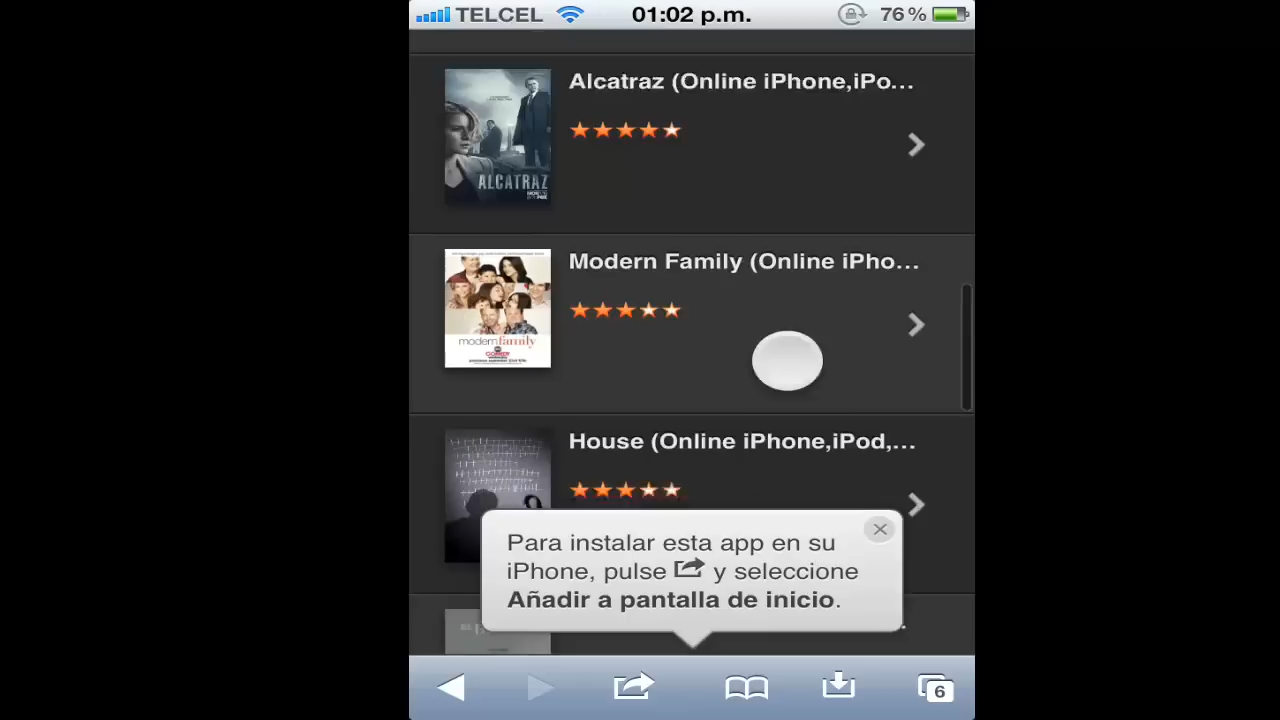 TELCEL 01:02 p.m. 76%
Alcatraz (Online iPhone,iPo...
ALCATRAZ
Modern Family (Online iPho...
modern family
House (Online iPhone,iPod,...
Para instalar esta app en su
iPhone, pulse y seleccione
Añadir a pantalla de inicio.
6